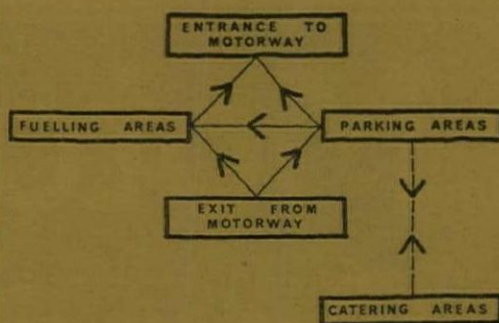 ENTRANCE TO
MOTORWAY
FUELLING AREAS
PARKING AREAS
EXIT FROM
MOTORWAY
CATERING AREAS